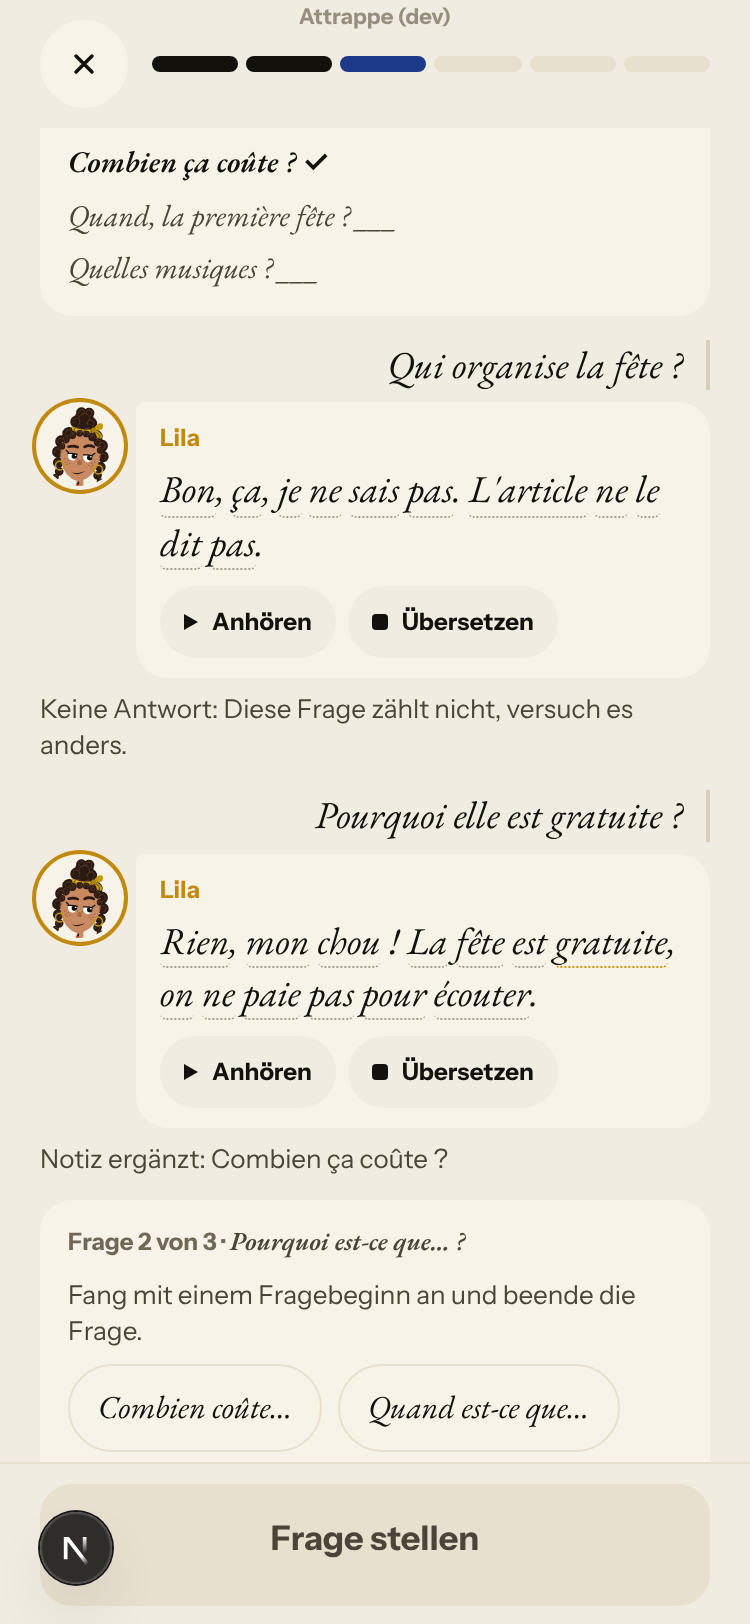 Attrappe (dev)
Combien ça coûte ? ✓
Quand, la première fête ?___
Quelles musiques ?___
Qui organise la fête ?
Lila
Bon, ça, je ne sais pas. L'article ne le
dit pas.
Anhören
Übersetzen
Keine Antwort: Diese Frage zählt nicht, versuch es
anders.
Pourquoi elle est gratuite ?
Lila
Rien, mon chou ! La fête est gratuite,
on ne paie pas pour écouter.
Anhören
Übersetzen
Notiz ergänzt: Combien ça coûte ?
Frage 2 von 3 · Pourquoi est-ce que... ?
Fang mit einem Fragebeginn an und beende die
Frage.
Combien coûte...
Quand est-ce que...
Frage stellen
N